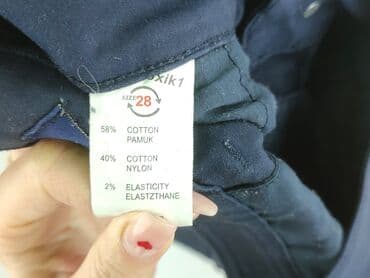 SIZE: 28
58% COTTON
PAMUK
40% COTTON
NYLON
2% ELASTICITY
ELASTZTHANE